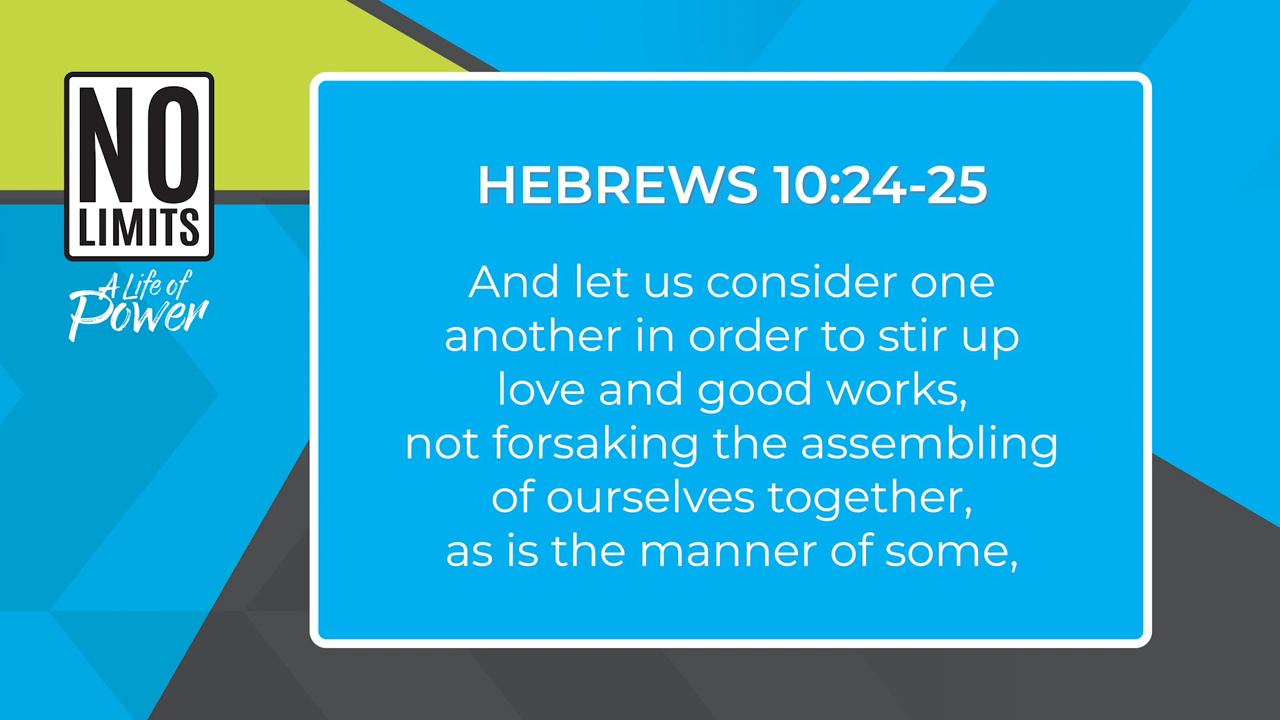 NO
LIMITS
A Life of
Power
HEBREWS 10:24-25
And let us consider one
another in order to stir up
love and good works,
not forsaking the assembling
of ourselves together,
as is the manner of some,